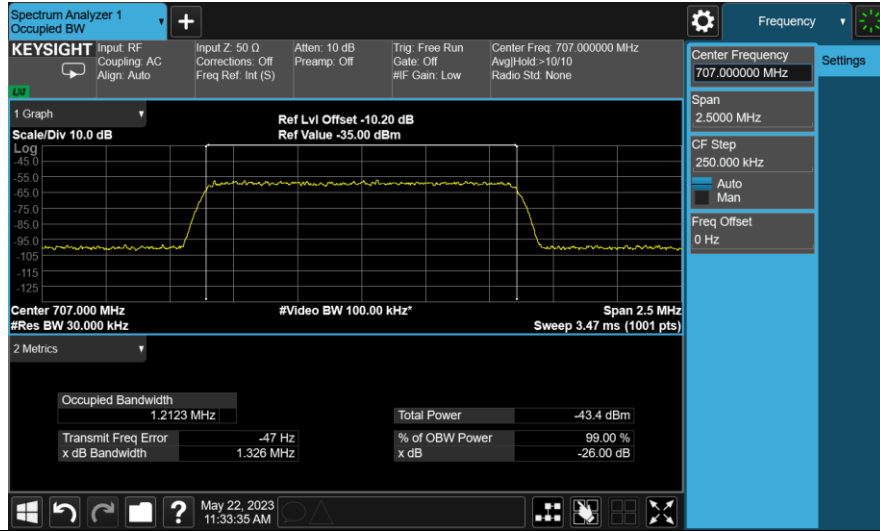 Spectrum Analyzer 1
Occupied BW
+
Frequency
KEYSIGHT
Input: RF
Coupling: AC
Align: Auto
Input Z: 50 Ω
Corrections: Off
Freq Ref: Int (S)
Atten: 10 dB
Preamp: Off
Trig: Free Run
Gate: Off
#IF Gain: Low
Center Freq: 707.000000 MHz
Avg|Hold:>10/10
Radio Std: None
LXI
1 Graph
Scale/Div 10.0 dB
Ref Lvl Offset -10.20 dB
Ref Value -35.00 dBm
Log
-45.0
-55.0
-65.0
-75.0
-85.0
-95.0
-105
-115
-125
Center 707.000 MHz
#Res BW 30.000 kHz
#Video BW 100.00 kHz*
Span 2.5 MHz
Sweep 3.47 ms (1001 pts)
2 Metrics
Occupied Bandwidth
1.2123 MHz
Total Power -43.4 dBm
Transmit Freq Error -47 Hz
% of OBW Power 99.00 %
x dB Bandwidth 1.326 MHz
x dB -26.00 dB
Center Frequency
707.000000 MHz
Settings
Span
2.5000 MHz
CF Step
250.000 kHz
Auto
Man
Freq Offset
0 Hz
?
May 22, 2023
11:33:35 AM